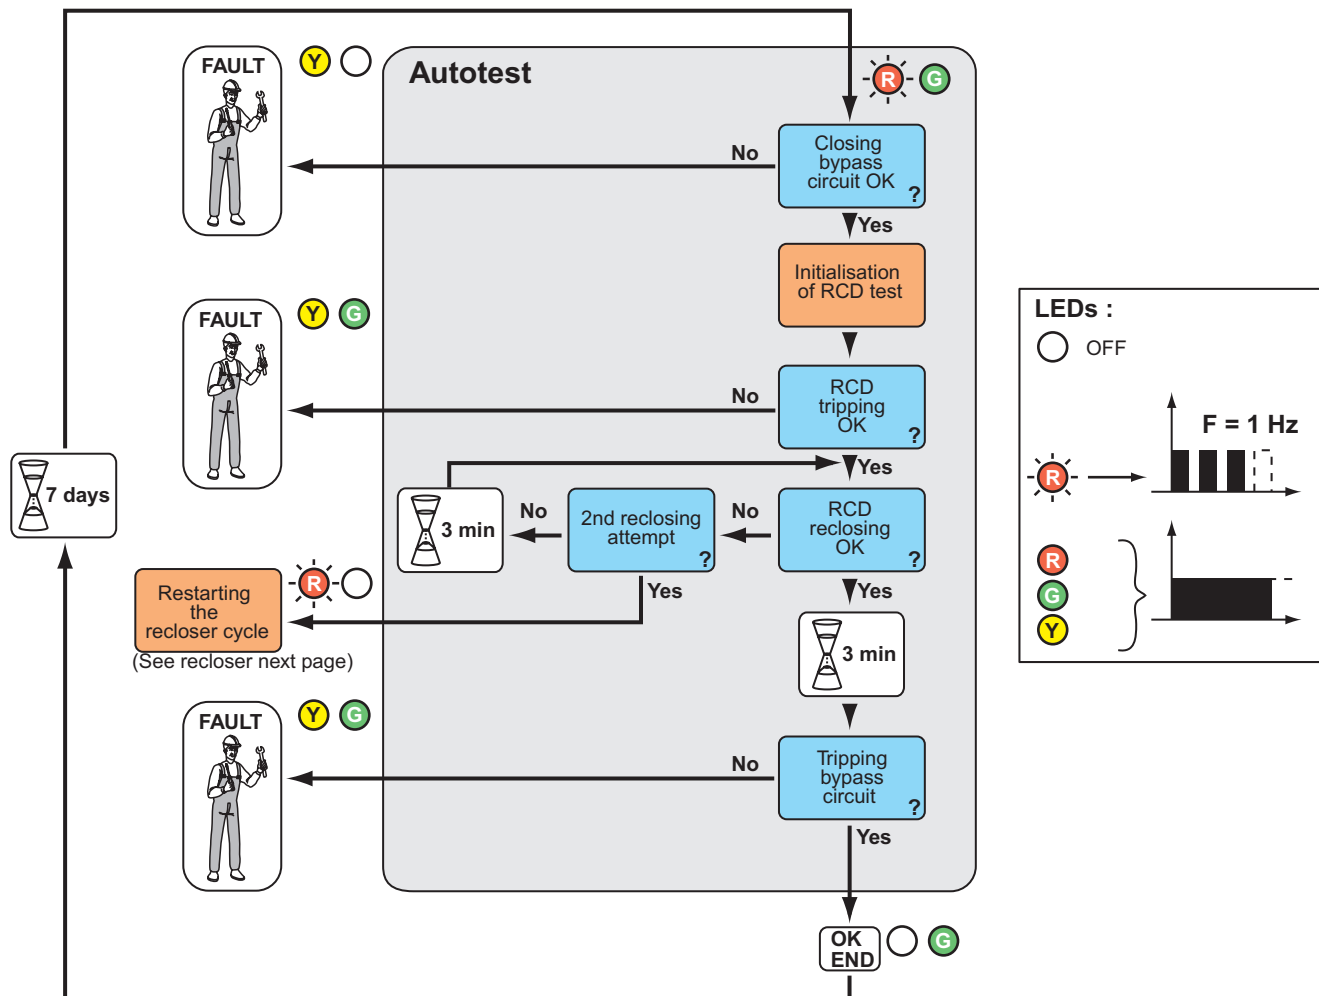 FAULT
Y
Autotest
R
G
Closing
bypass
circuit OK
?
No
Yes
Initialisation
of RCD test
FAULT
Y
G
RCD
tripping
OK
?
No
Yes
7 days
3 min
No
2nd reclosing
attempt
?
No
RCD
reclosing
OK
?
Yes
Yes
Restarting
the
recloser cycle
R
(See recloser next page)
3 min
FAULT
Y
G
No
Tripping
bypass
circuit
?
Yes
OK
END
G
LEDs :
OFF
F = 1 Hz
R
R
G
Y